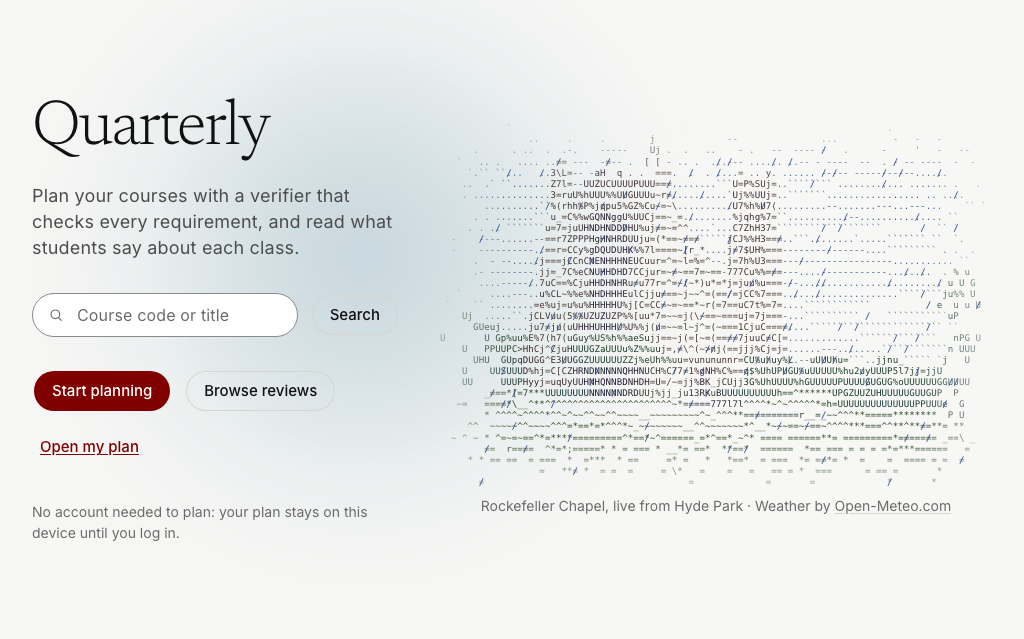 Quarterly
Plan your courses with a verifier that
checks every requirement, and read what
students say about each class.
Course code or title
Search
Start planning
Browse reviews
Open my plan
No account needed to plan: your plan stays on this
device until you log in.
Rockefeller Chapel, live from Hyde Park · Weather by Open-Meteo.com